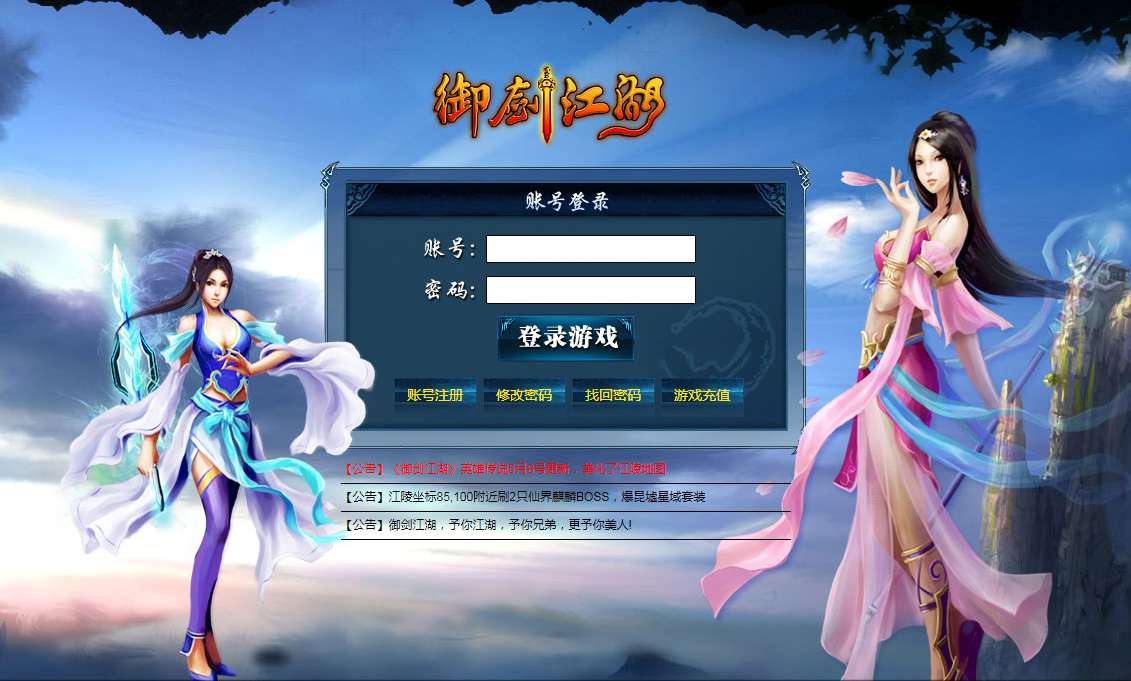 御剑江湖
账号登录
账号：
密码：
登录游戏
账号注册 修改密码 找回密码 游戏充值
【公告】《御剑江湖》英雄传说8月9号更新，美化了江陵地图
【公告】江陵坐标85,100附近刷2只仙界麒麟BOSS，爆昆墟星域套装
【公告】御剑江湖，予你江湖，予你兄弟，更予你美人!